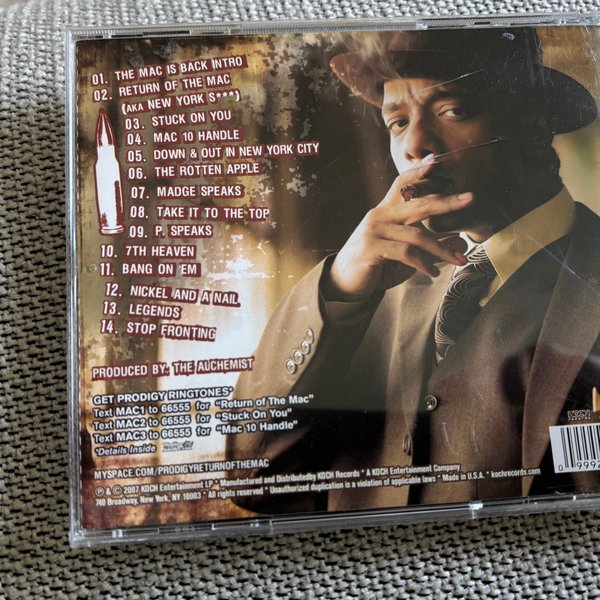 01. THE MAC IS BACK INTRO
02. RETURN OF THE MAC
(AKA NEW YORK S***)
03. STUCK ON YOU
04. MAC 10 HANDLE
05. DOWN & OUT IN NEW YORK CITY
06. THE ROTTEN APPLE
07. MADGE SPEAKS
08. TAKE IT TO THE TOP
09. P. SPEAKS
10. 7TH HEAVEN
11. BANG ON 'EM
12. NICKEL AND A NAIL
13. LEGENDS
14. STOP FRONTING
PRODUCED BY: THE ALCHEMIST
GET PRODIGY RINGTONES*
Text MAC1 to 66555 for "Return of The Mac"
Text MAC2 to 66555 for "Stuck On You"
Text MAC3 to 66555 for "Mac 10 Handle"
*Details Inside
MYSPACE.COM/PRODIGYRETURNOFTHEMAC
℗ & © 2007 KOCH Entertainment LP * Manufactured and Distributed by KOCH Records * A KOCH Entertainment Company
740 Broadway, New York, NY 10003 * All rights reserved * Unauthorized duplication is a violation of applicable laws * Made in U.S.A. * kochrecords.com
KOCH
0 9992